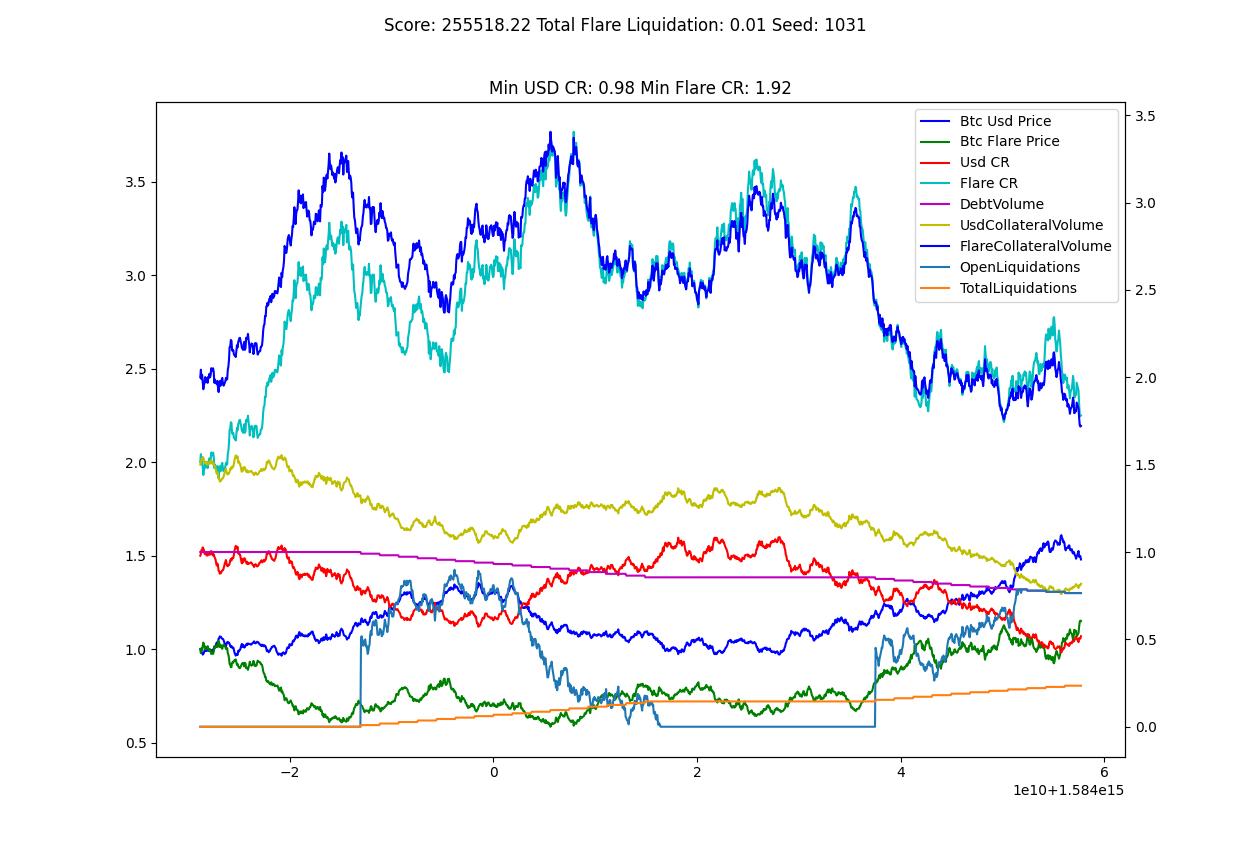 Score: 255518.22 Total Flare Liquidation: 0.01 Seed: 1031
Min USD CR: 0.98 Min Flare CR: 1.92
Btc Usd Price
Btc Flare Price
Usd CR
Flare CR
DebtVolume
UsdCollateralVolume
FlareCollateralVolume
OpenLiquidations
TotalLiquidations
3.5
3.0
2.5
2.0
1.5
1.0
0.5
3.5
3.0
2.5
2.0
1.5
1.0
0.5
0.0
−2
0
2
4
6
1e10+1.584e15